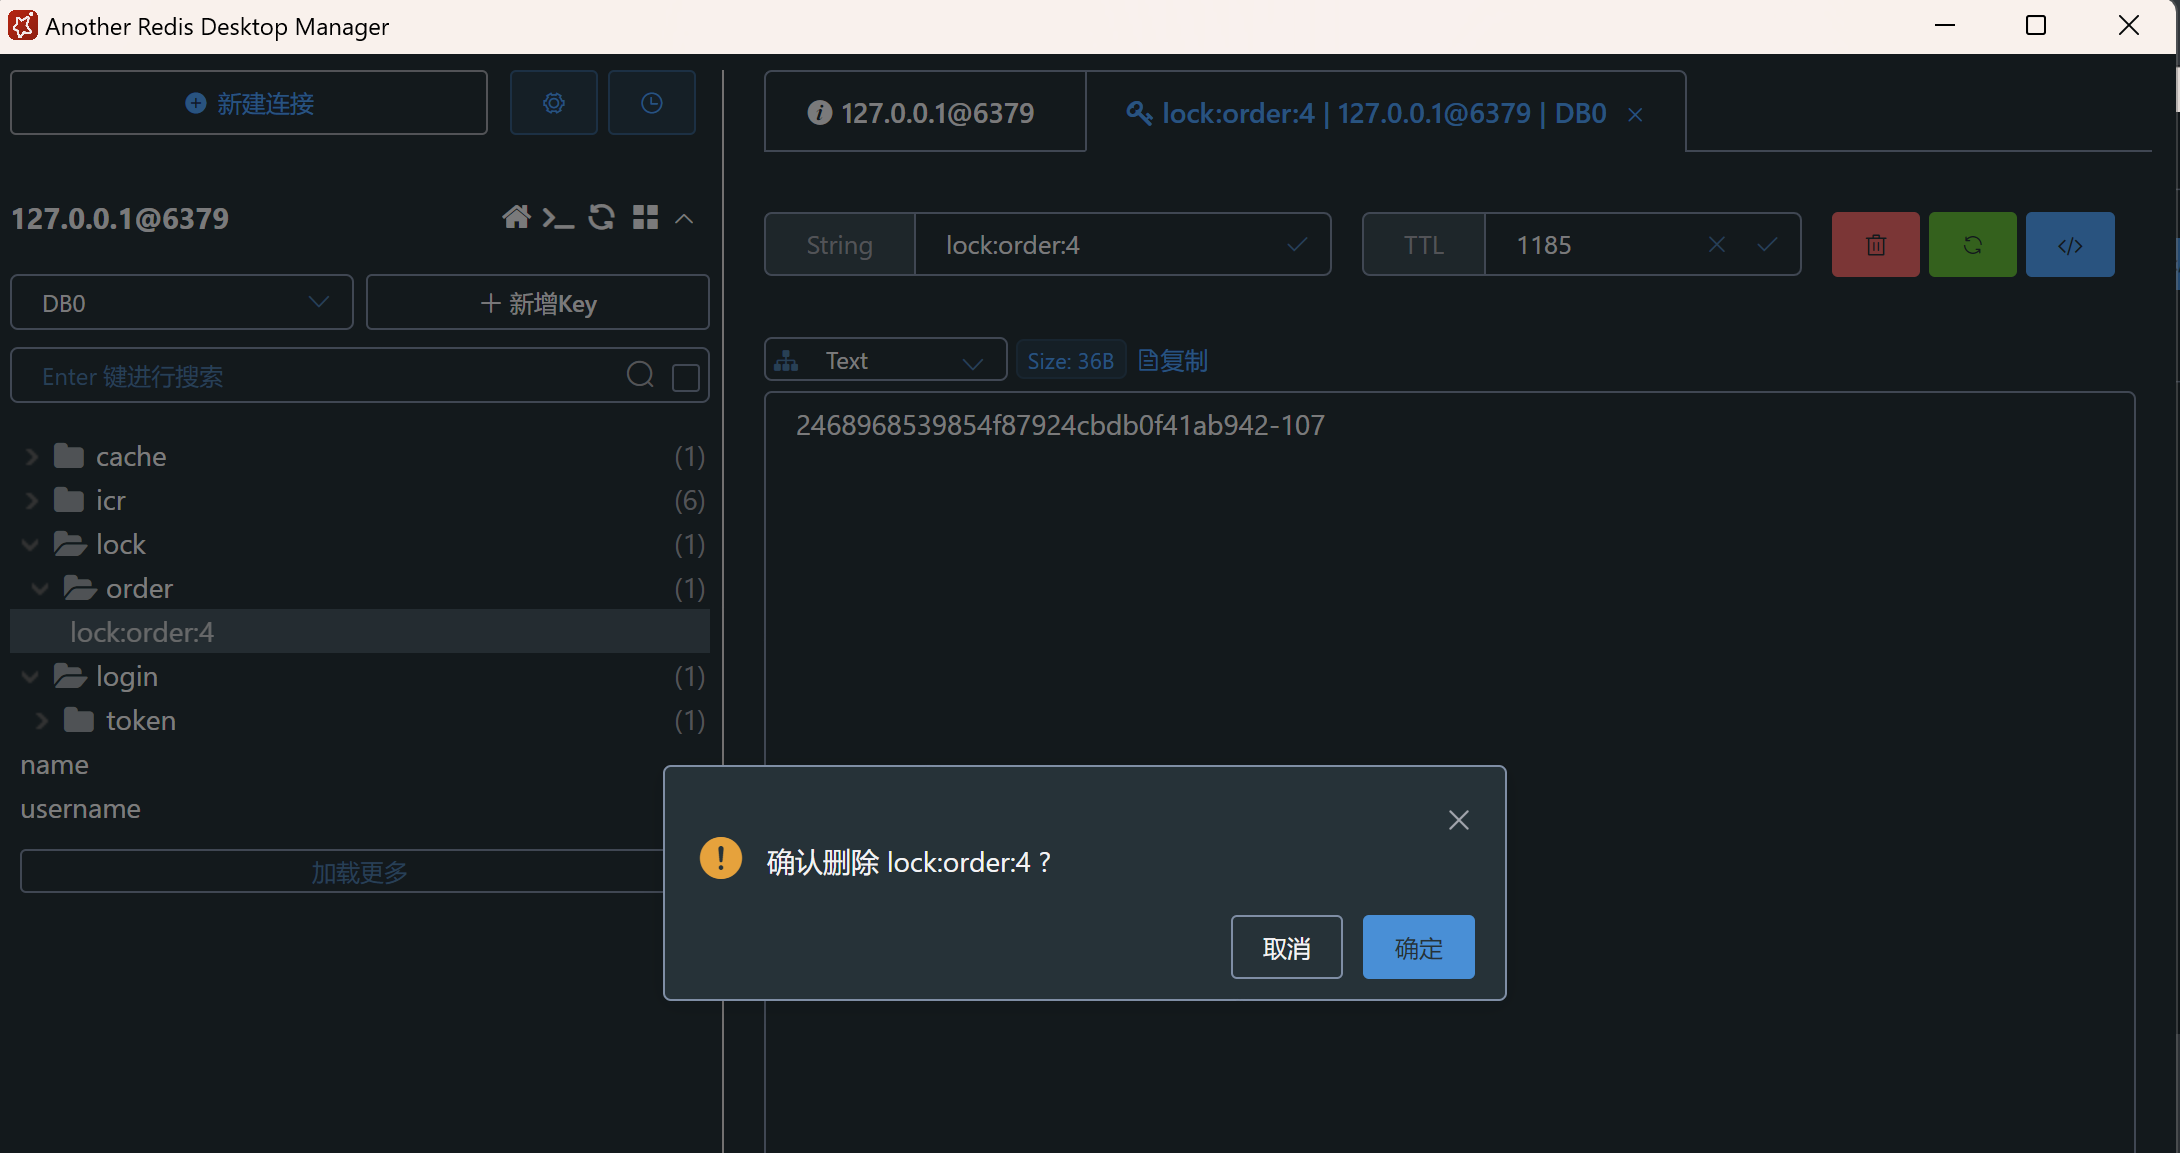 Another Redis Desktop Manager
新建连接
127.0.0.1@6379
DB0
新增Key
Enter 键进行搜索
cache (1)
icr (6)
lock (1)
order (1)
lock:order:4
login (1)
token (1)
name
username
加载更多
127.0.0.1@6379
lock:order:4 | 127.0.0.1@6379 | DB0
String lock:order:4
TTL 1185
Text Size: 36B 复制
2468968539854f87924cbdb0f41ab942-107
确认删除 lock:order:4 ?
取消 确定